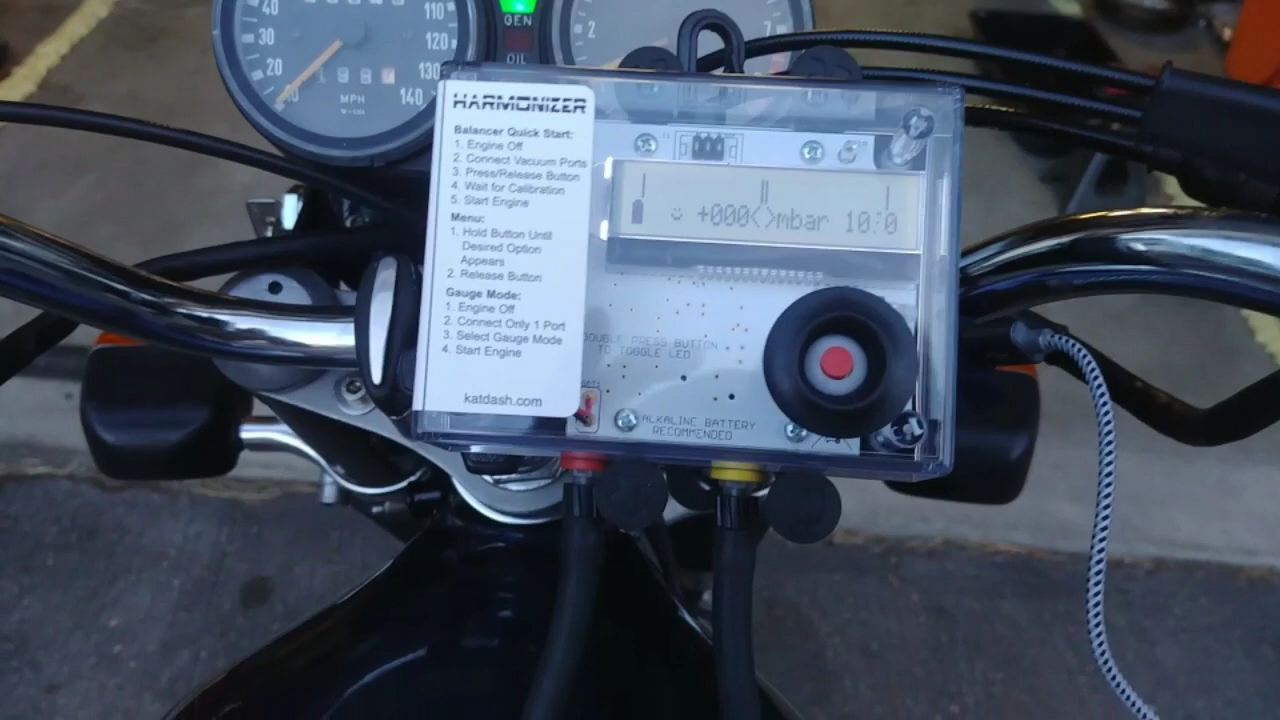 40
30
20
10
110
120
130
140
MPH
GEN
OIL
2
7
HARMONIZER
Balancer Quick Start:
1. Engine Off
2. Connect Vacuum Ports
3. Press/Release Button
4. Wait for Calibration
5. Start Engine
Menu:
1. Hold Button Until
Desired Option
Appears
2. Release Button
Gauge Mode:
1. Engine Off
2. Connect Only 1 Port
3. Select Gauge Mode
4. Start Engine
katdash.com
+000<>mbar 10:0
DOUBLE PRESS BUTTON
TO TOGGLE LED
ALKALINE BATTERY
RECOMMENDED